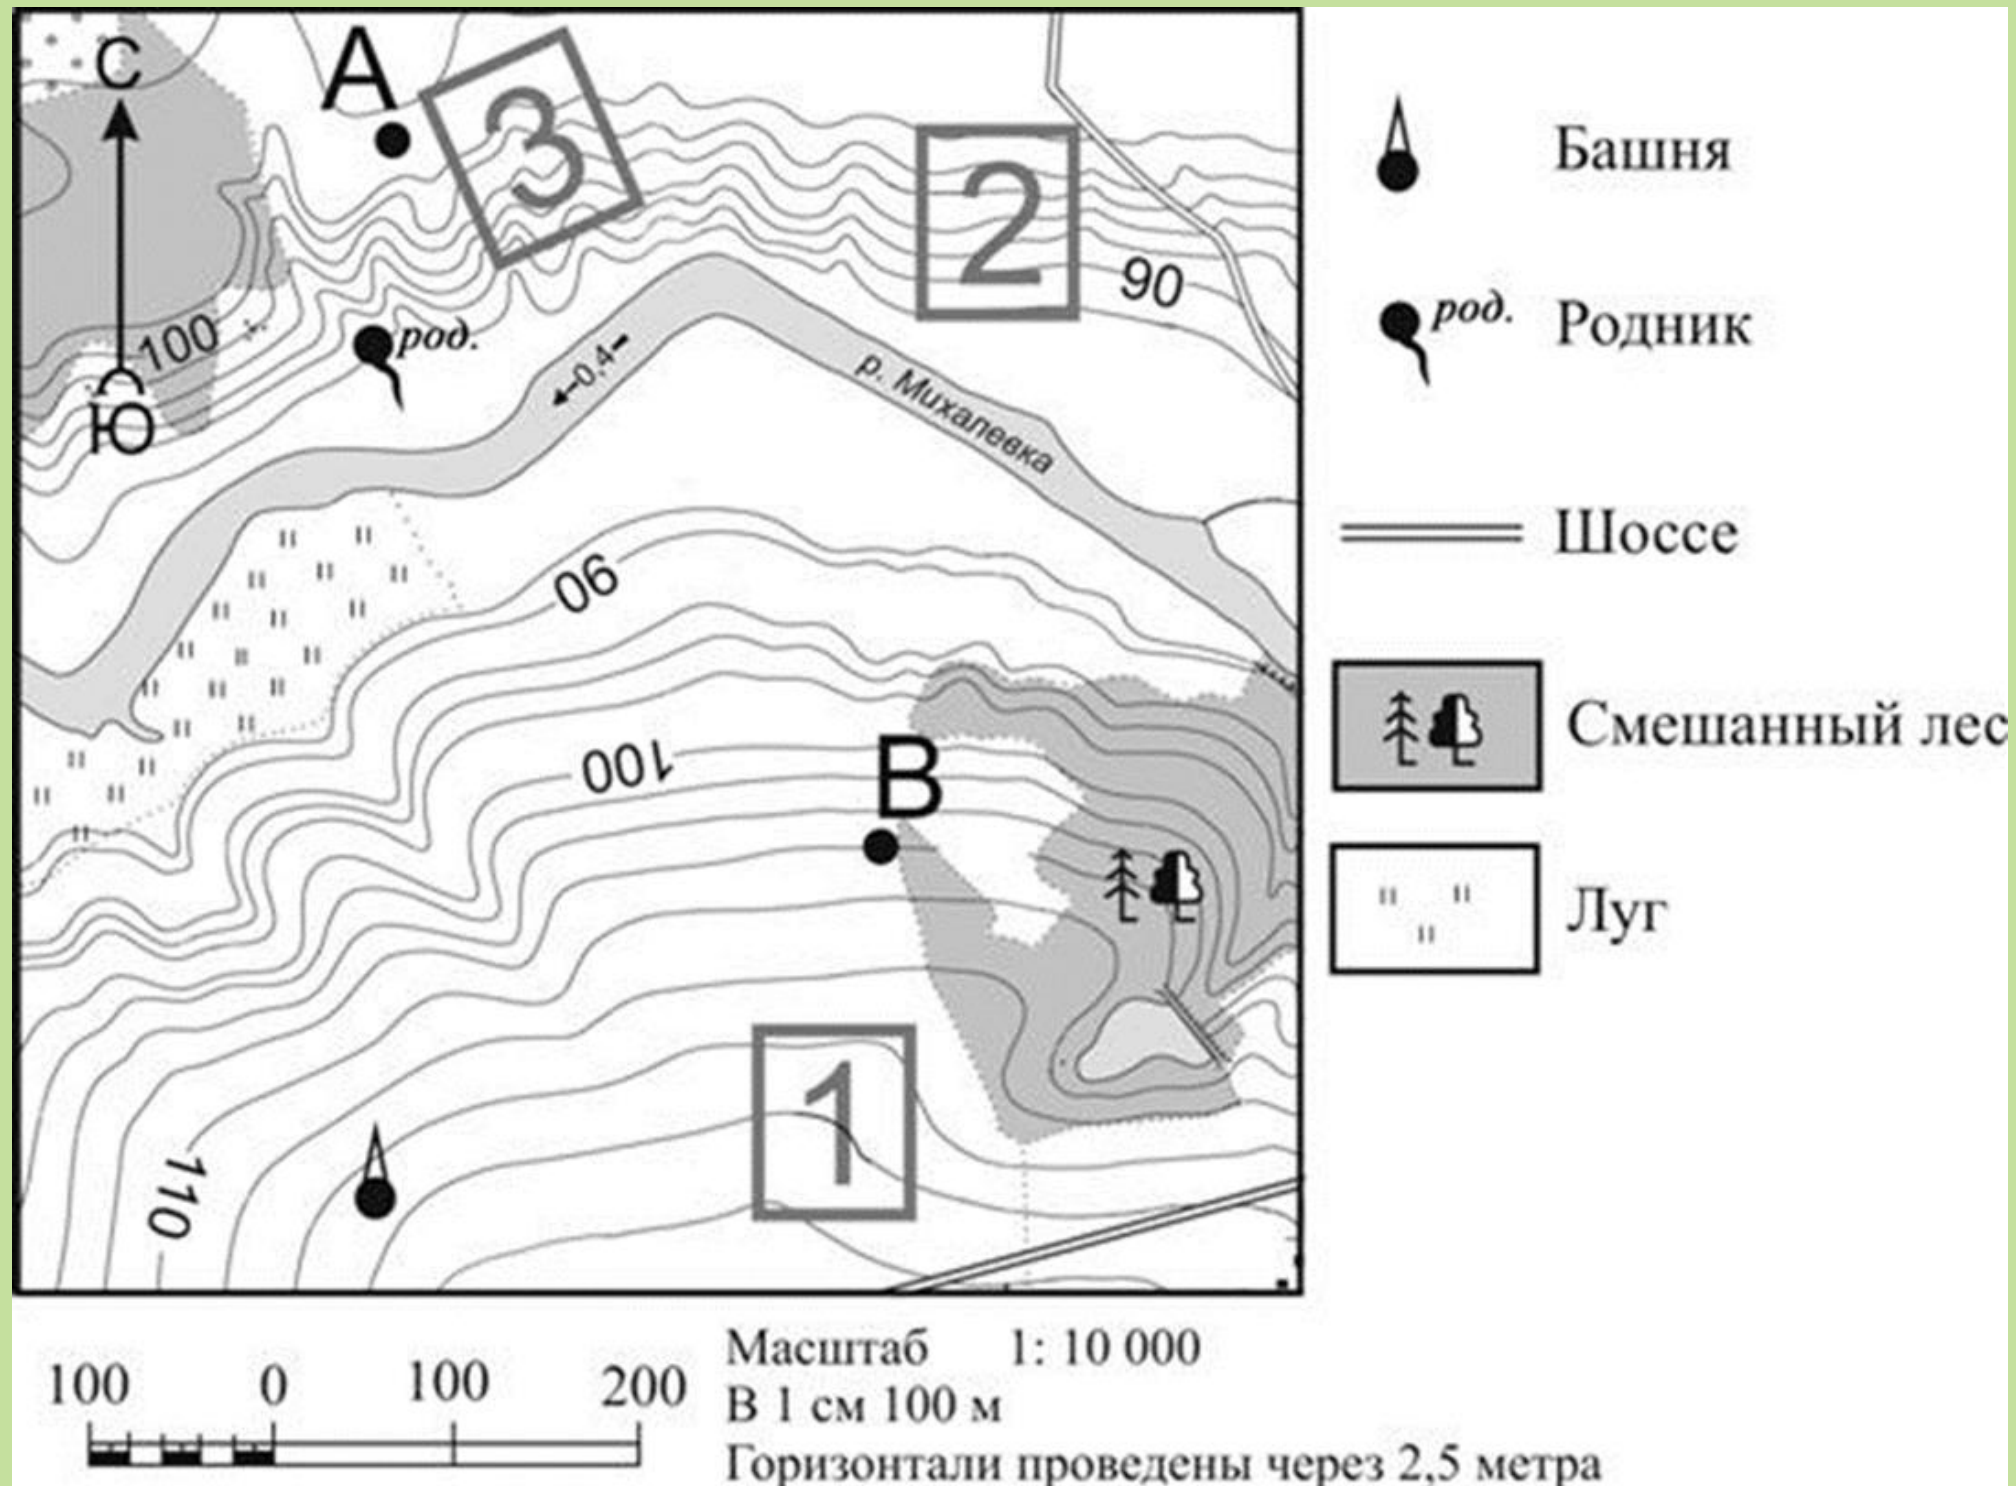 С
А
3
2
90
100
род.
Ю
0,4
р. Михалевка
90
100
В
1
110
Башня
род. Родник
Шоссе
Смешанный лес
Луг
100 0 100 200
Масштаб 1: 10 000
В 1 см 100 м
Горизонтали проведены через 2,5 метра